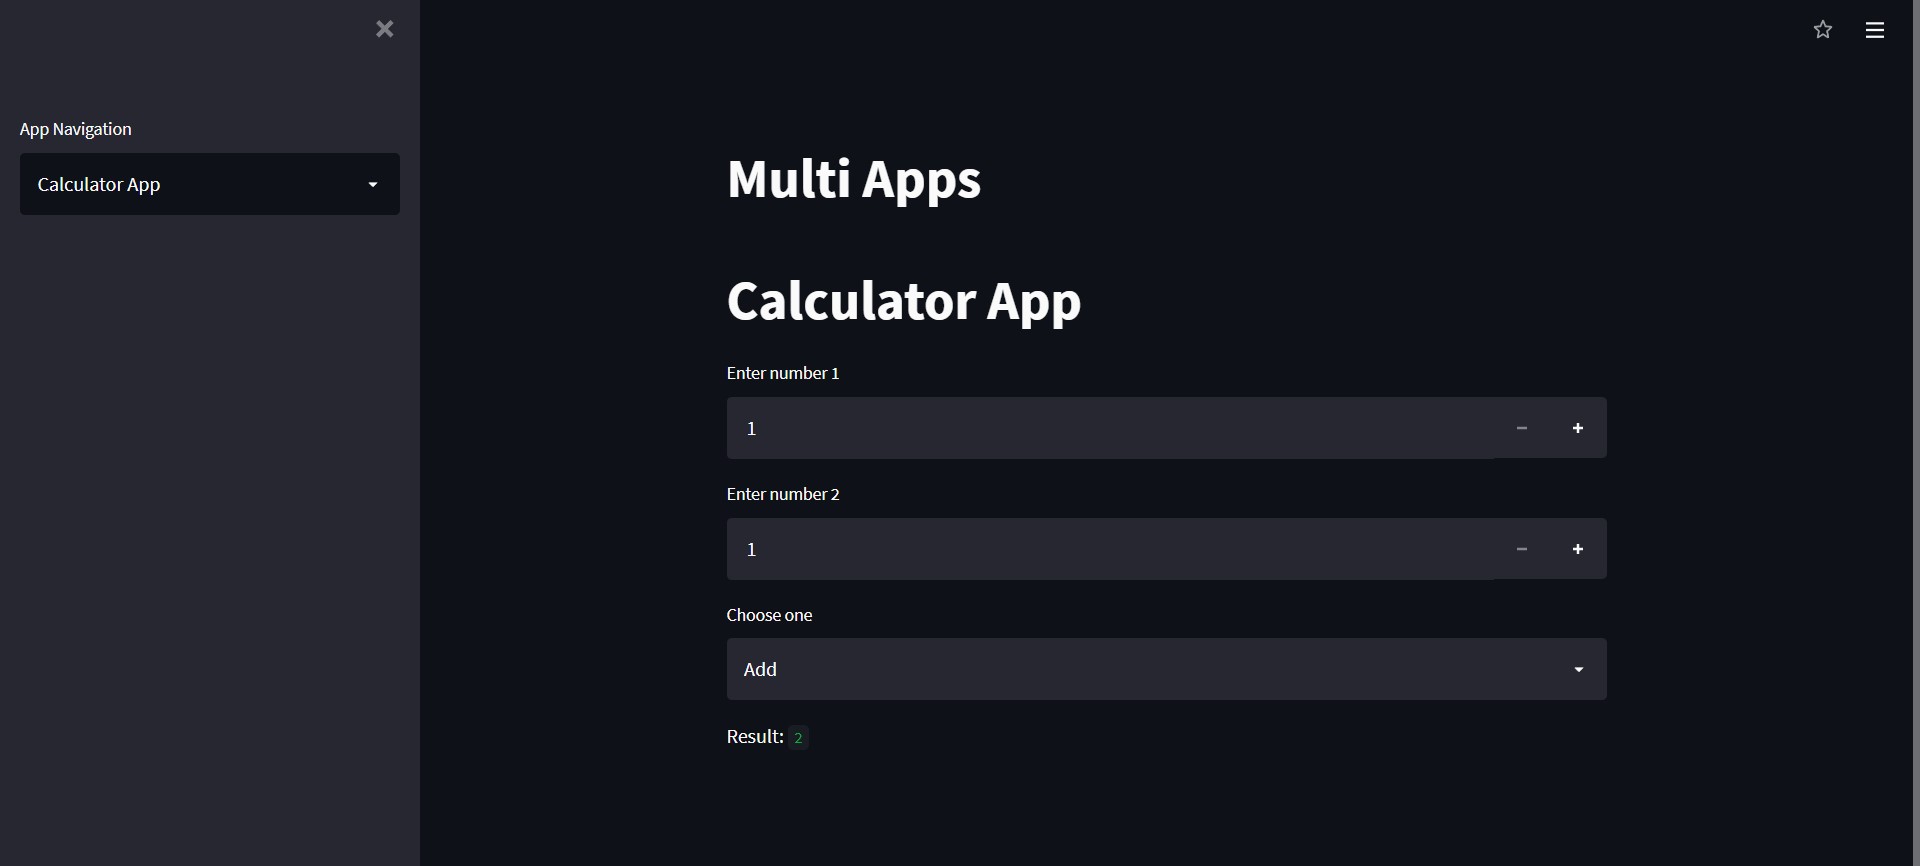 App Navigation
Calculator App
Multi Apps
Calculator App
Enter number 1
1
Enter number 2
1
Choose one
Add
Result: 2